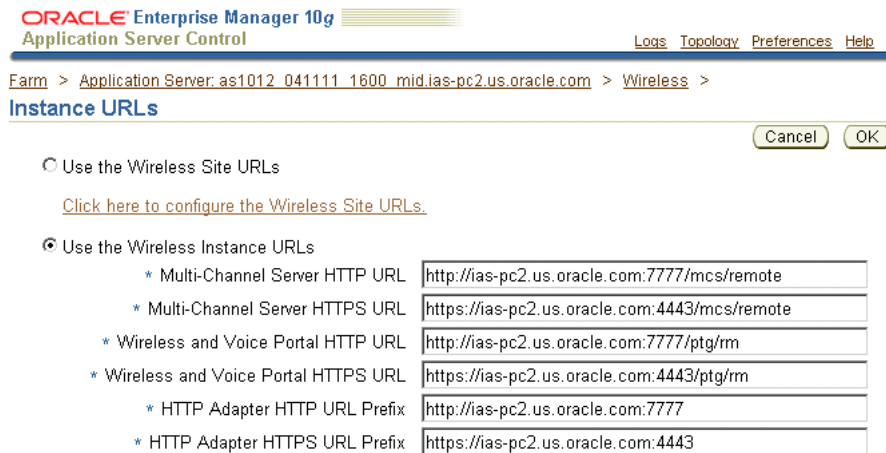 ORACLE Enterprise Manager 10g
Application Server Control
Logs Topology Preferences Help
Farm > Application Server: as1012_041111_1600_mid.ias-pc2.us.oracle.com > Wireless >
Instance URLs
Cancel OK
Use the Wireless Site URLs
Click here to configure the Wireless Site URLs.
Use the Wireless Instance URLs
* Multi-Channel Server HTTP URL http://ias-pc2.us.oracle.com:7777/mcs/remote
* Multi-Channel Server HTTPS URL https://ias-pc2.us.oracle.com:4443/mcs/remote
* Wireless and Voice Portal HTTP URL http://ias-pc2.us.oracle.com:7777/ptg/rm
* Wireless and Voice Portal HTTPS URL https://ias-pc2.us.oracle.com:4443/ptg/rm
* HTTP Adapter HTTP URL Prefix http://ias-pc2.us.oracle.com:7777
* HTTP Adapter HTTPS URL Prefix https://ias-pc2.us.oracle.com:4443